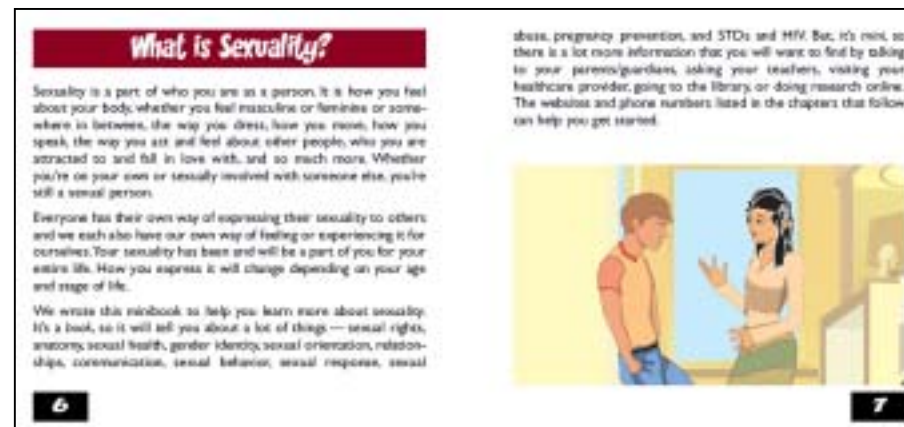 What is Sexuality?
Sexuality is a part of who you are as a person. It is how you feel
about your body, whether you feel masculine or feminine or some-
where in between, the way you dress, how you move, how you
speak, the way you act and feel about other people, who you are
attracted to and fall in love with, and so much more. Whether
you're on your own or sexually involved with someone else, you're
still a sexual person.
Everyone has their own way of expressing their sexuality to others
and we each also have our own way of feeling or experiencing it for
ourselves. Your sexuality has been and will be a part of you for your
entire life. How you express it will change depending on your age
and stage of life.
We wrote this minibook to help you learn more about sexuality.
It's a book, so it will tell you about a lot of things — sexual rights,
anatomy, sexual health, gender identity, sexual orientation, relation-
ships, communication, sexual behavior, sexual response, sexual
6
abuse, pregnancy prevention, and STDs and HIV. But, it's mini, so
there is a lot more information that you will want to find by talking
to your parents/guardians, asking your teachers, visiting your
healthcare provider, going to the library, or doing research online.
The websites and phone numbers listed in the chapters that follow
can help you get started.
7